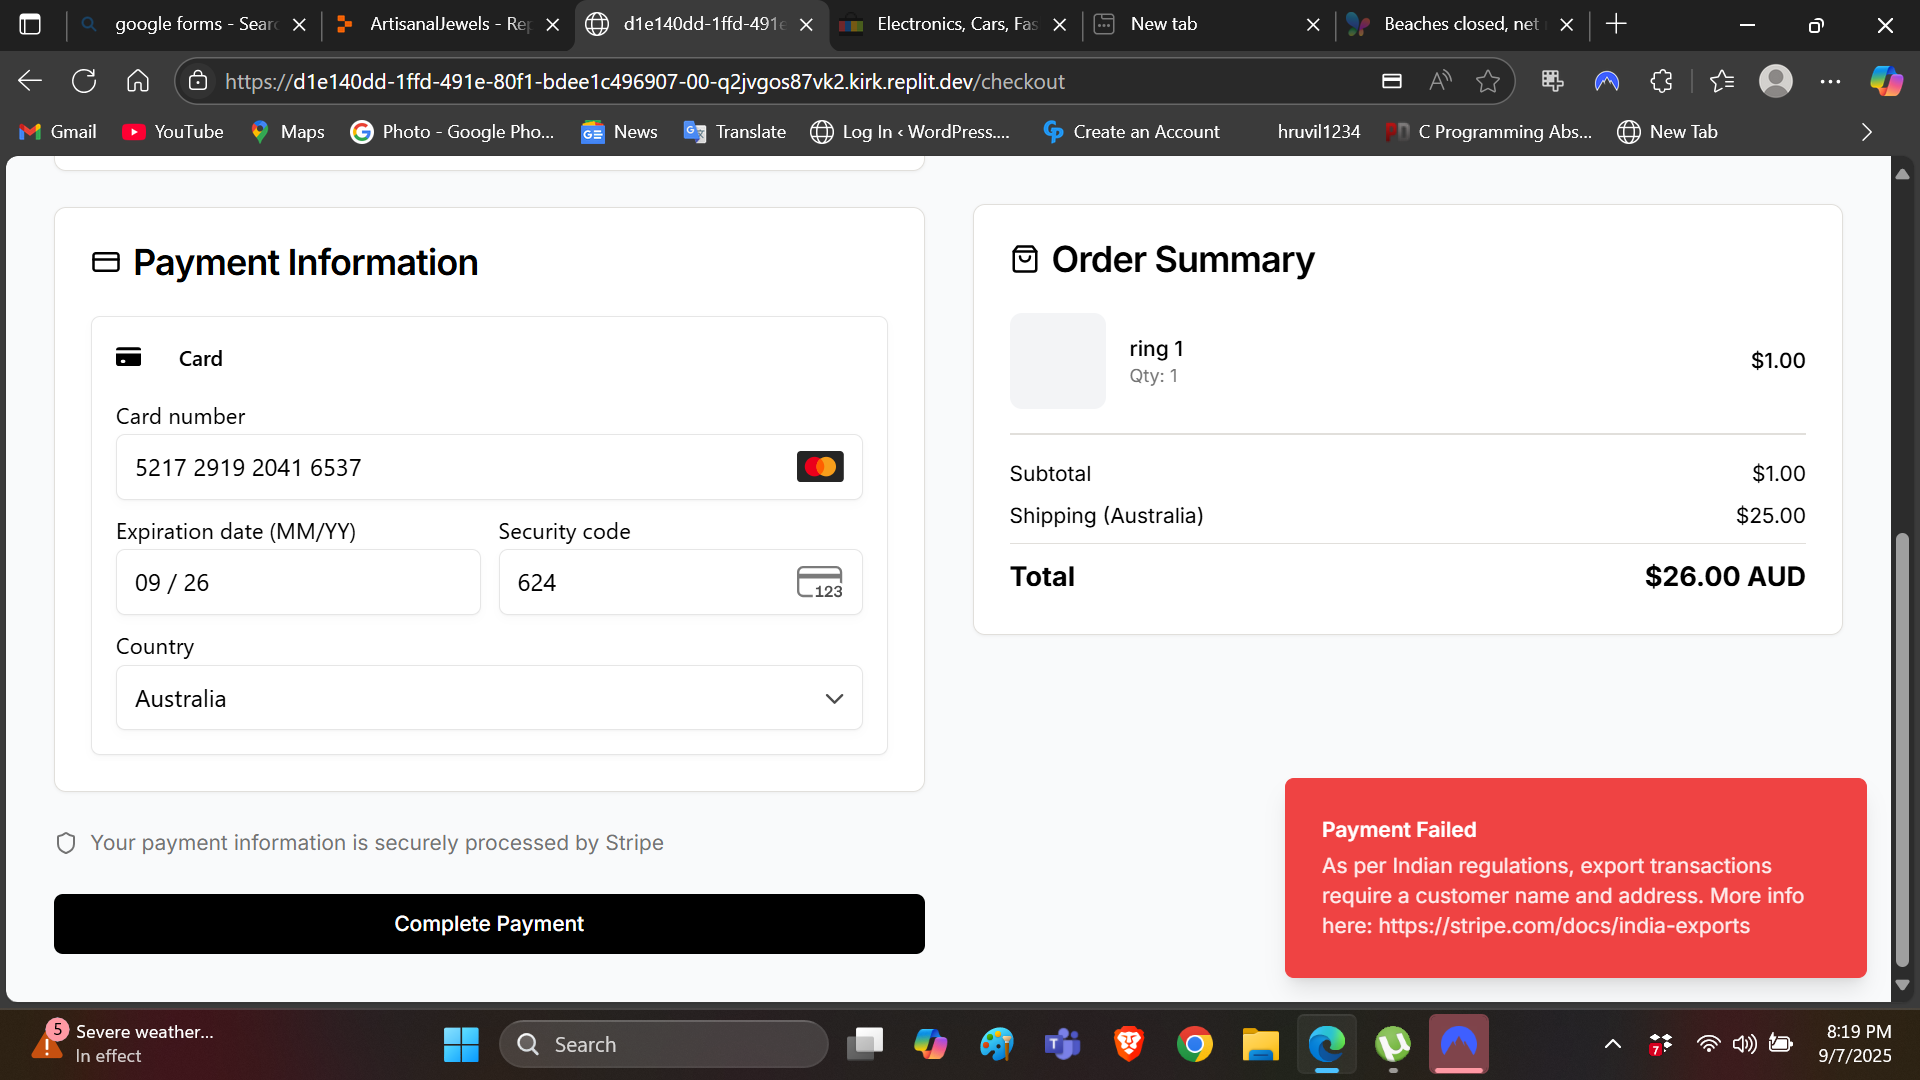 google forms - Sear
ArtisanalJewels - Rep
d1e140dd-1ffd-491e
Electronics, Cars, Fas
New tab
Beaches closed, net
https://d1e140dd-1ffd-491e-80f1-bdee1c496907-00-q2jvgos87vk2.kirk.replit.dev/checkout
Gmail
YouTube
Maps
Photo - Google Pho...
News
Translate
Log In ‹ WordPress....
Create an Account
hruvil1234
C Programming Abs...
New Tab
Payment Information
Card
Card number
5217 2919 2041 6537
Expiration date (MM/YY)
Security code
09 / 26
624
123
Country
Australia
Your payment information is securely processed by Stripe
Complete Payment
Order Summary
ring 1
Qty: 1
$1.00
Subtotal
$1.00
Shipping (Australia)
$25.00
Total
$26.00 AUD
Payment Failed
As per Indian regulations, export transactions
require a customer name and address. More info
here: https://stripe.com/docs/india-exports
5
Severe weather...
In effect
Search
7
8:19 PM
9/7/2025